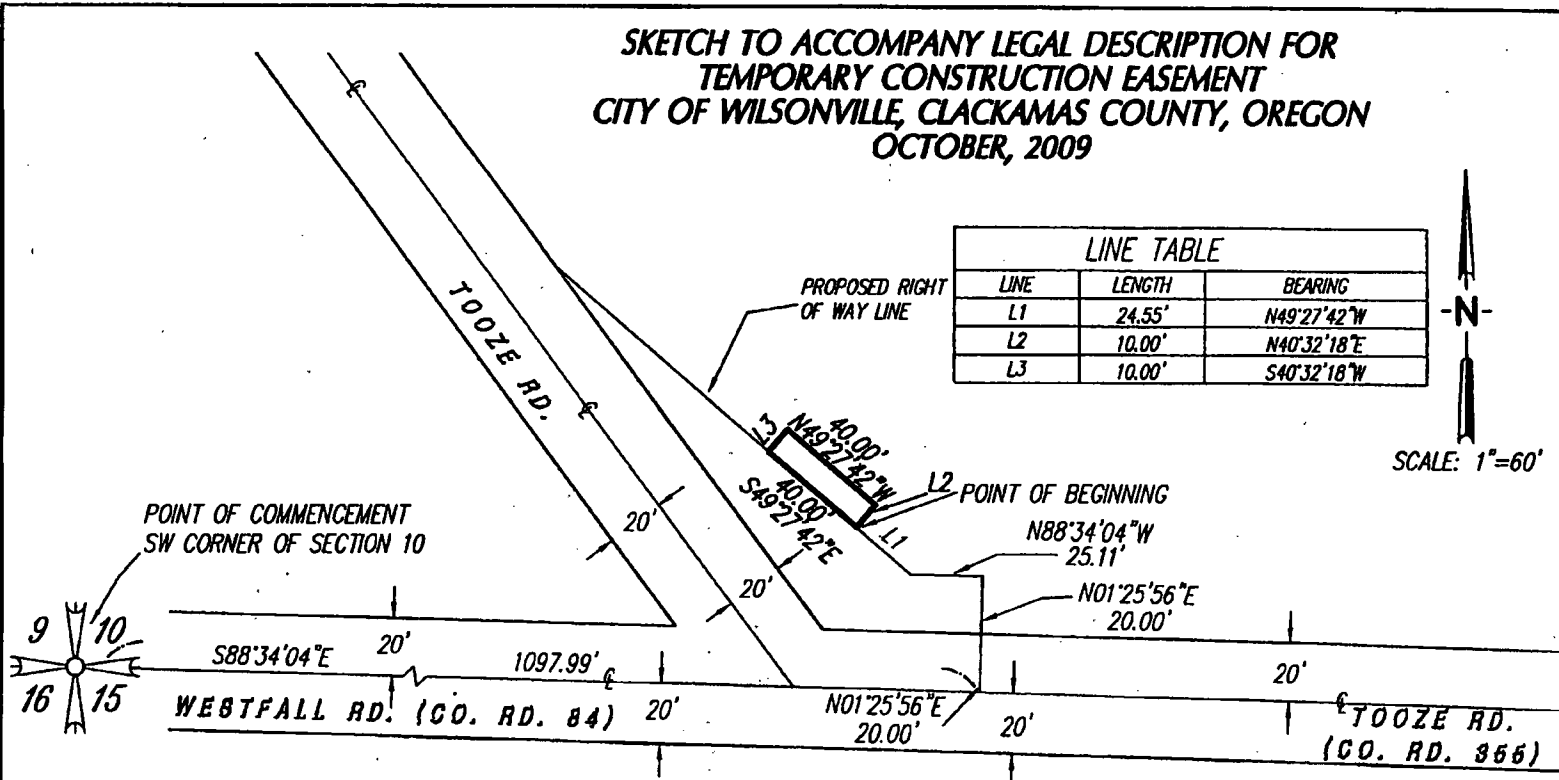 SKETCH TO ACCOMPANY LEGAL DESCRIPTION FOR
TEMPORARY CONSTRUCTION EASEMENT
CITY OF WILSONVILLE, CLACKAMAS COUNTY, OREGON
OCTOBER, 2009
LINE TABLE
LINE LENGTH BEARING
L1 24.55' N49°27'42"W
L2 10.00' N40°32'18"E
L3 10.00' S40°32'18"W
-N-
SCALE: 1"=60'
PROPOSED RIGHT
OF WAY LINE
TOOZE RD.
L3
40.00'
N49°27'42"W
40.00'
S49°27'42"E
L2
POINT OF BEGINNING
L1
N88°34'04"W
25.11'
N01°25'56"E
20.00'
POINT OF COMMENCEMENT
SW CORNER OF SECTION 10
20'
20'
9 10
16 15
S88°34'04"E
20'
1097.99'
20'
WESTFALL RD. (CO. RD. 84)
20'
N01°25'56"E
20.00'
20'
TOOZE RD.
(CO. RD. 355)